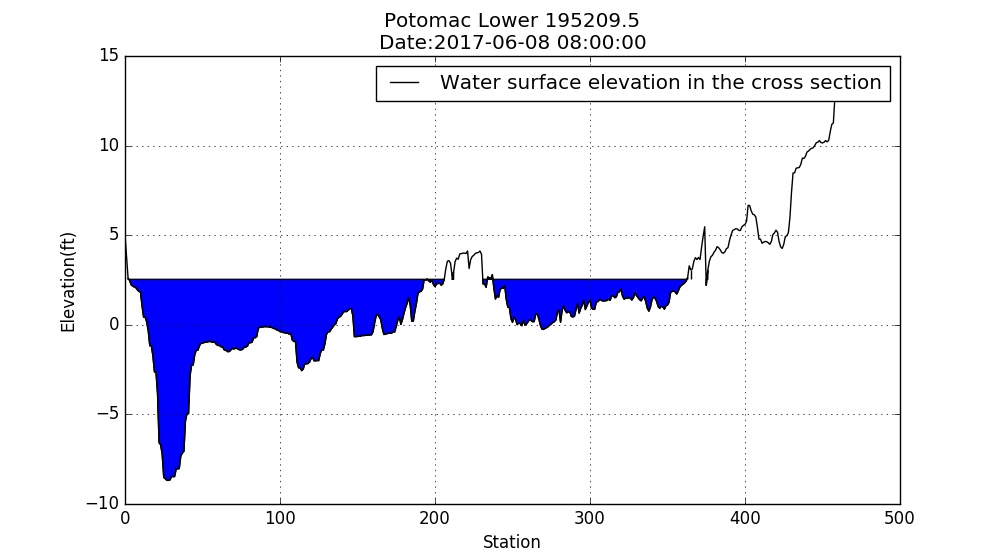 Potomac Lower 195209.5
Date:2017-06-08 08:00:00
Water surface elevation in the cross section
15
10
5
0
−5
−10
Elevation(ft)
0 100 200 300 400 500
Station